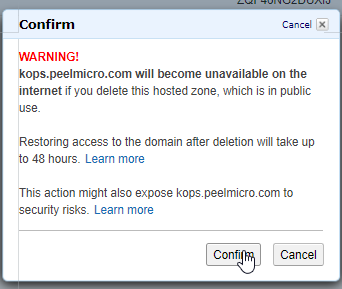 Confirm
Cancel
WARNING!
kops.peelmicro.com will become unavailable on the
internet if you delete this hosted zone, which is in public
use.
Restoring access to the domain after deletion will take up
to 48 hours. Learn more
This action might also expose kops.peelmicro.com to
security risks. Learn more
Confirm
Cancel